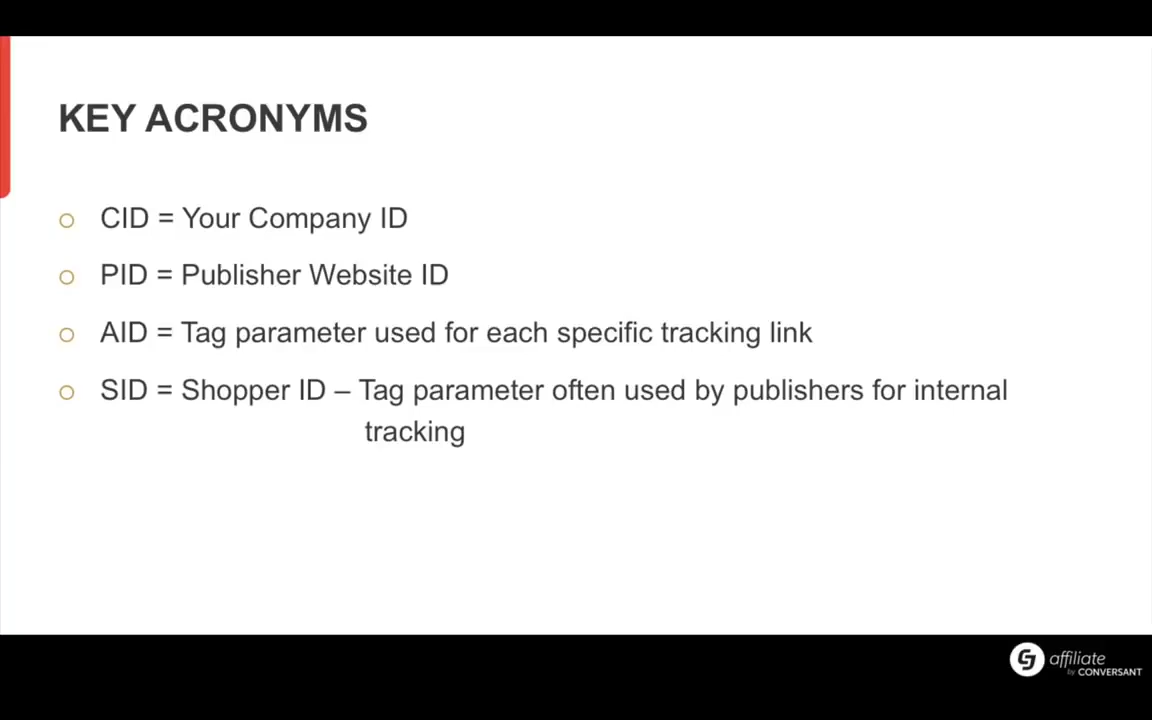 KEY ACRONYMS
o CID = Your Company ID
o PID = Publisher Website ID
o AID = Tag parameter used for each specific tracking link
o SID = Shopper ID – Tag parameter often used by publishers for internal
tracking
CJ affiliate
by CONVERSANT